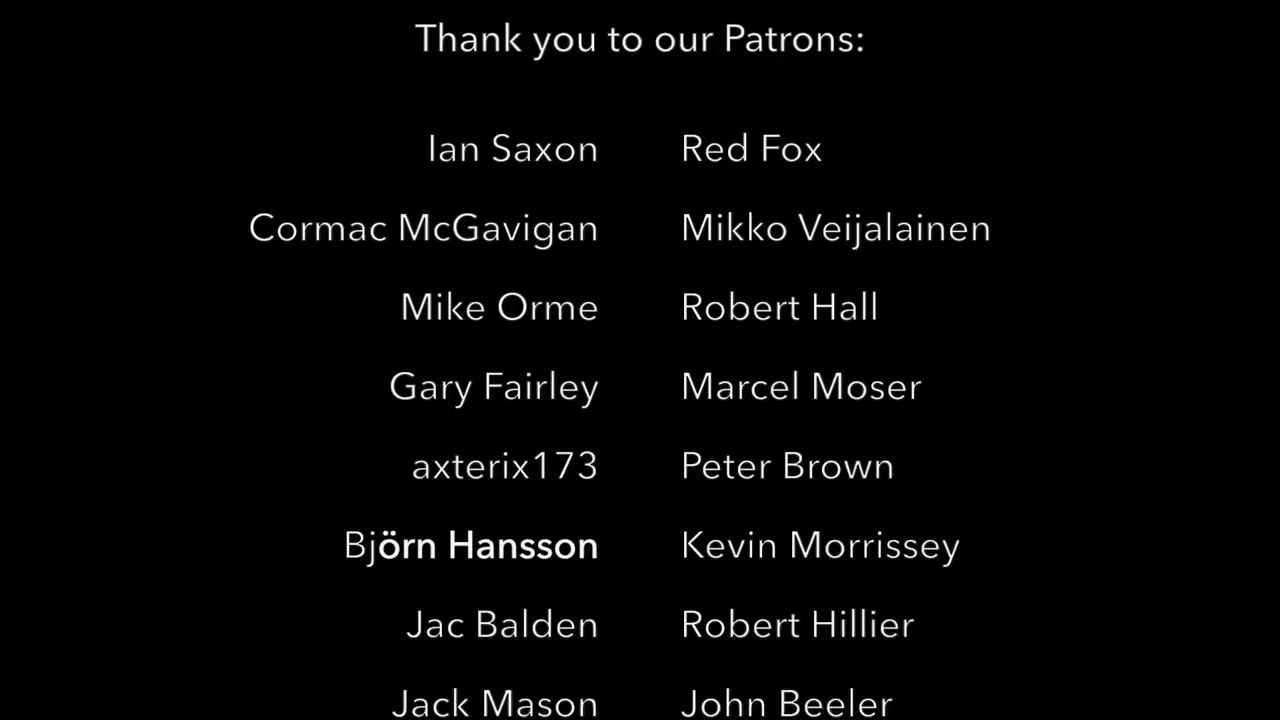 Thank you to our Patrons:
Ian Saxon Red Fox
Cormac McGavigan Mikko Veijalainen
Mike Orme Robert Hall
Gary Fairley Marcel Moser
axterix173 Peter Brown
Björn Hansson Kevin Morrissey
Jac Balden Robert Hillier
Jack Mason John Beeler